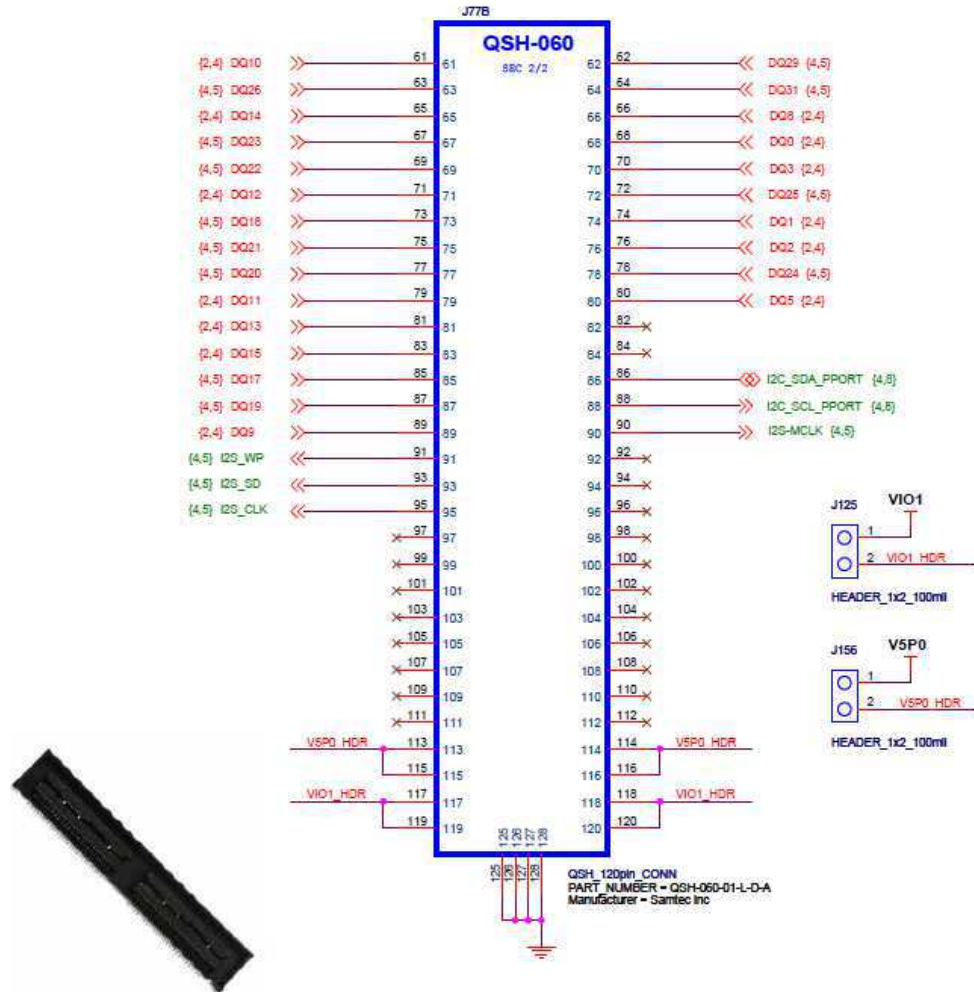 J77B
QSH-060
SEC 2/2
{2,4} DQ10 61 61 62 62 DQ29 {4,5}
{4,5} DQ26 63 63 64 64 DQ31 {4,5}
{2,4} DQ14 65 65 66 66 DQ8 {2,4}
{4,5} DQ23 67 67 68 68 DQ0 {2,4}
{4,5} DQ22 69 69 70 70 DQ3 {2,4}
{2,4} DQ12 71 71 72 72 DQ25 {4,5}
{4,5} DQ18 73 73 74 74 DQ1 {2,4}
{4,5} DQ21 75 75 76 76 DQ2 {2,4}
{4,5} DQ20 77 77 78 78 DQ24 {4,5}
{2,4} DQ11 79 79 80 80 DQ5 {2,4}
{2,4} DQ13 81 81 82 82
{2,4} DQ15 83 83 84 84
{4,5} DQ17 85 85 86 86 I2C_SDA_PPORT
{4,5} DQ19 87 87 88 88 I2C_SCL_PPORT
{2,4} DQ9 89 89 90 90 I2S-MCLK {4,5}
{4,5} I2S_WP 91 91 92 92
{4,5} I2S_SD 93 93 94 94
{4,5} I2S_CLK 95 95 96 96
97 97 98 98
99 99 100 100
101 101 102 102
103 103 104 104
105 105 106 106
107 107 108 108
109 109 110 110
111 111 112 112
V5P0_HDR 113 113 114 114 V5P0_HDR
115 115 116 116
VIO1_HDR 117 117 118 118 VIO1_HDR
119 119 120 120
125 126 127 128
125 126 127 128
QSH_120pin_CONN
PART_NUMBER = QSH-060-01-L-D-A
Manufacturer = Samtec Inc
J125 VIO1
1
2 VIO1_HDR
HEADER_1x2_100mil
J156 V5P0
1
2 V5P0_HDR
HEADER_1x2_100mil